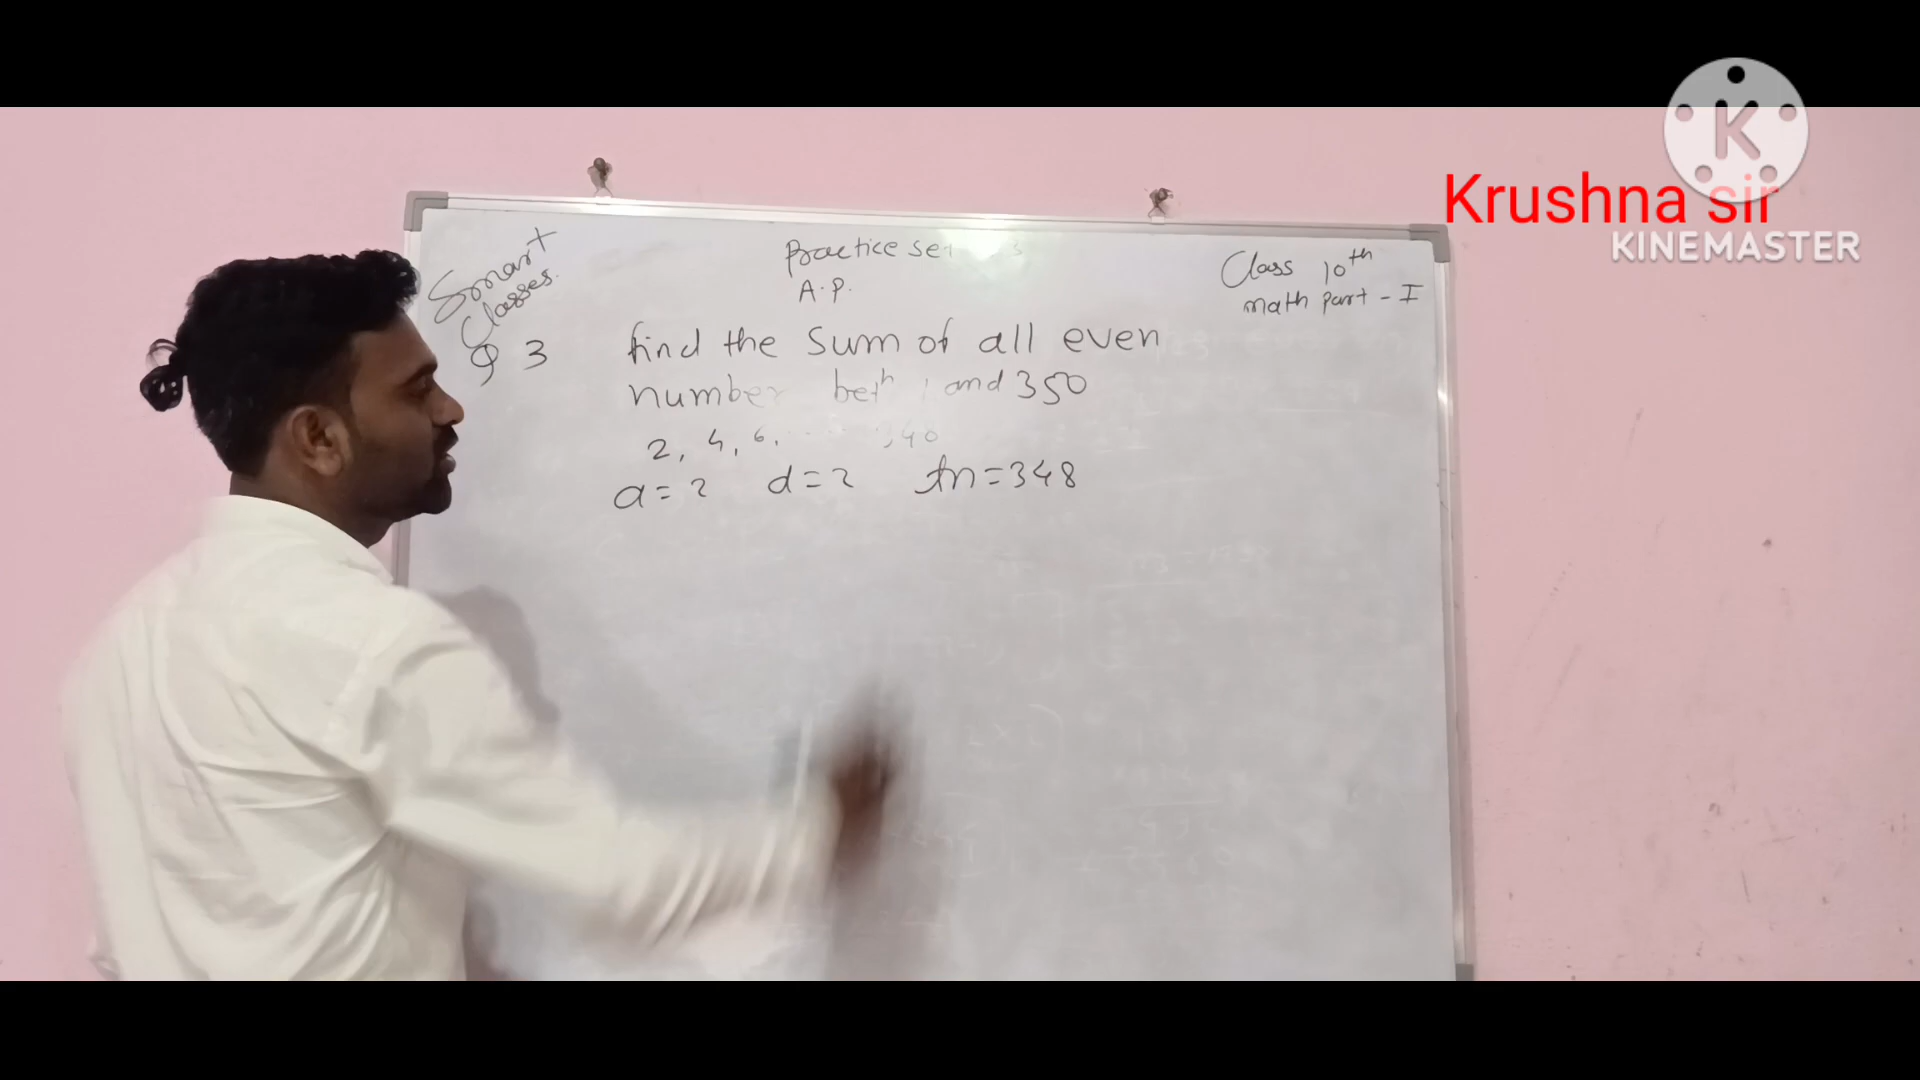 K
Krushna sir
KINEMASTER
Smart
Classes.
Practice Set 3
A.P.
Class 10th
math part - I
Q 3 find the sum of all even
number betn 1 and 350
2, 4, 6,
a = 2 d = 2 tn = 348